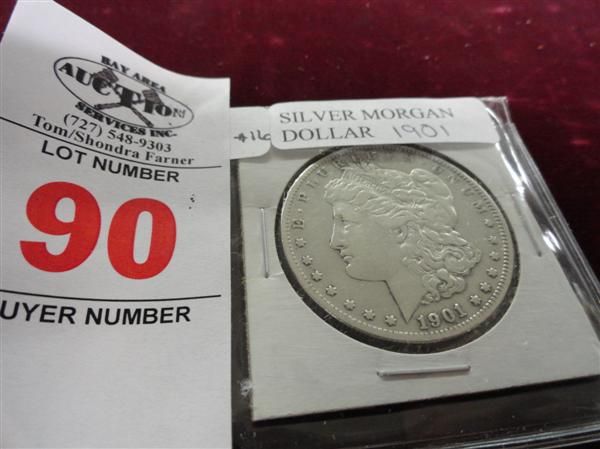 BAY AREA
AUCTION
SERVICES INC.
(727) 548-9303
Tom/Shondra Farner
LOT NUMBER
90
UYER NUMBER
#16
SILVER MORGAN
DOLLAR 1901
E·PLURIBUS UNUM
1901